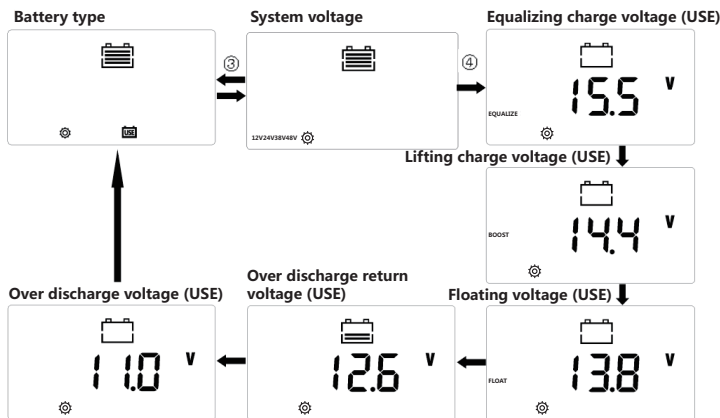 Battery type
System voltage
Equalizing charge voltage (USE)
③
④
USE
12V24V38V48V
EQUALIZE
15.5 V
Lifting charge voltage (USE)
BOOST
14.4 V
Over discharge voltage (USE)
Over discharge return
voltage (USE)
Floating voltage (USE)
11.0 V
12.6 V
FLOAT
13.8 V